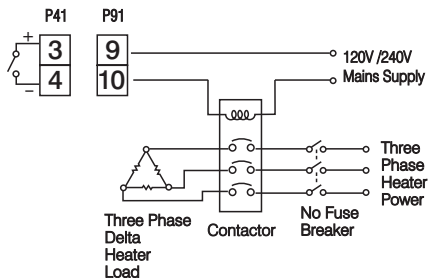 P41 P91
+
3 9
4 10
−
120V /240V
Mains Supply
Three
Phase
Heater
Power
Three Phase
Delta
Heater
Load
Contactor
No Fuse
Breaker